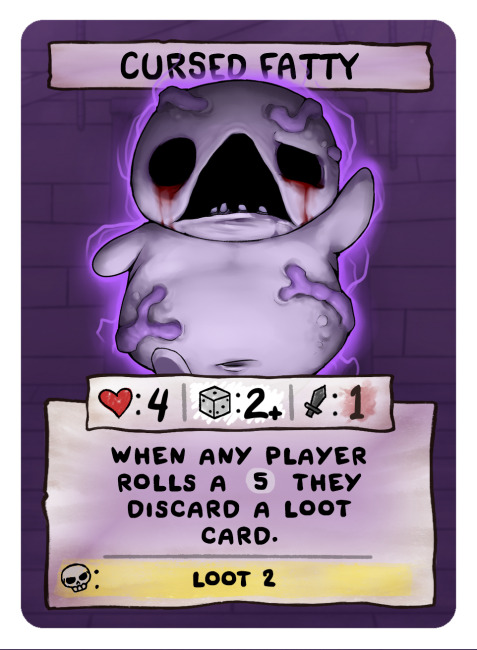 CURSED FATTY
:4 :2+ :1
WHEN ANY PLAYER
ROLLS A 5 THEY
DISCARD A LOOT
CARD.
: LOOT 2